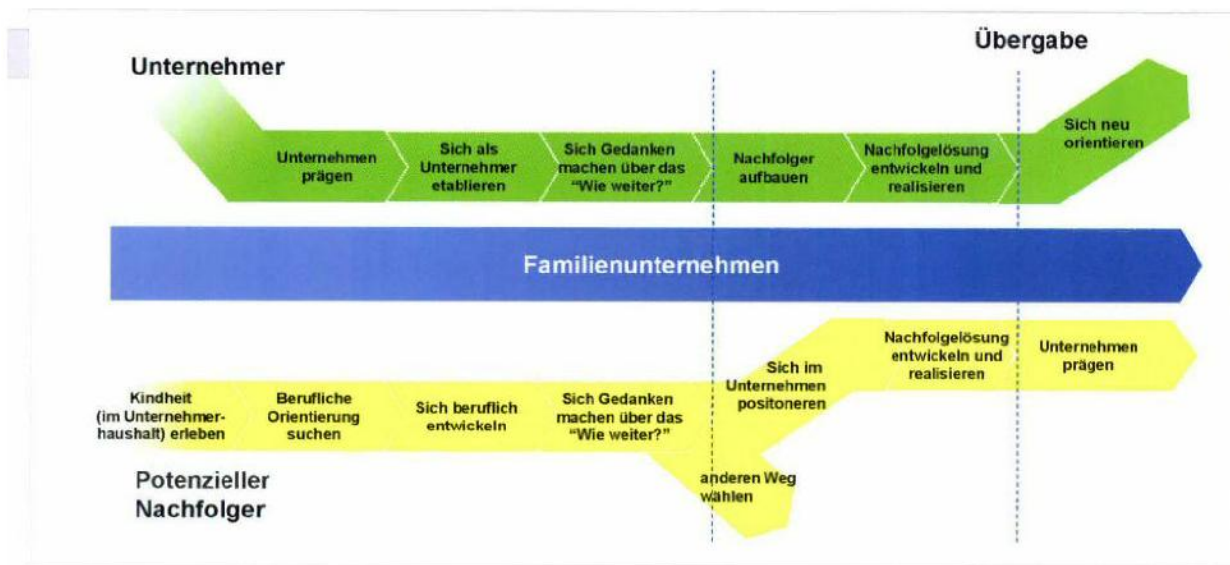 Übergabe
Unternehmer
Unternehmen
prägen
Sich als
Unternehmer
etablieren
Sich Gedanken
machen über das
“Wie weiter?”
Nachfolger
aufbauen
Nachfolgelösung
entwickeln und
realisieren
Sich neu
orientieren
Familienunternehmen
Kindheit
(im Unternehmer-
haushalt) erleben
Berufliche
Orientierung
suchen
Sich beruflich
entwickeln
Sich Gedanken
machen über das
“Wie weiter?”
Sich im
Unternehmen
positoneren
Nachfolgelösung
entwickeln und
realisieren
Unternehmen
prägen
anderen Weg
wählen
Potenzieller
Nachfolger